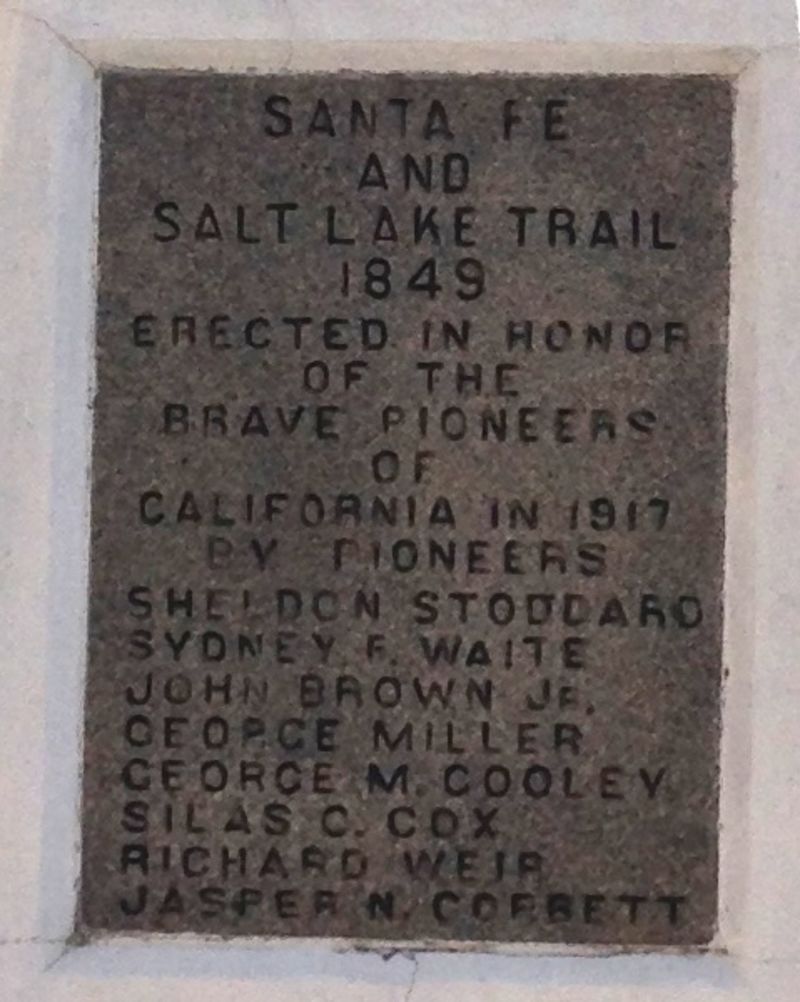 SANTA FE
AND
SALT LAKE TRAIL
1849
ERECTED IN HONOR
OF THE
BRAVE PIONEERS
OF
CALIFORNIA IN 1917
BY PIONEERS
SHELDON STODDARD
SYDNEY P. WAITE
JOHN BROWN JR.
GEORGE MILLER
GEORGE M. COOLEY
SILAS C. COX
RICHARD WEIR
JASPER N. CORBETT